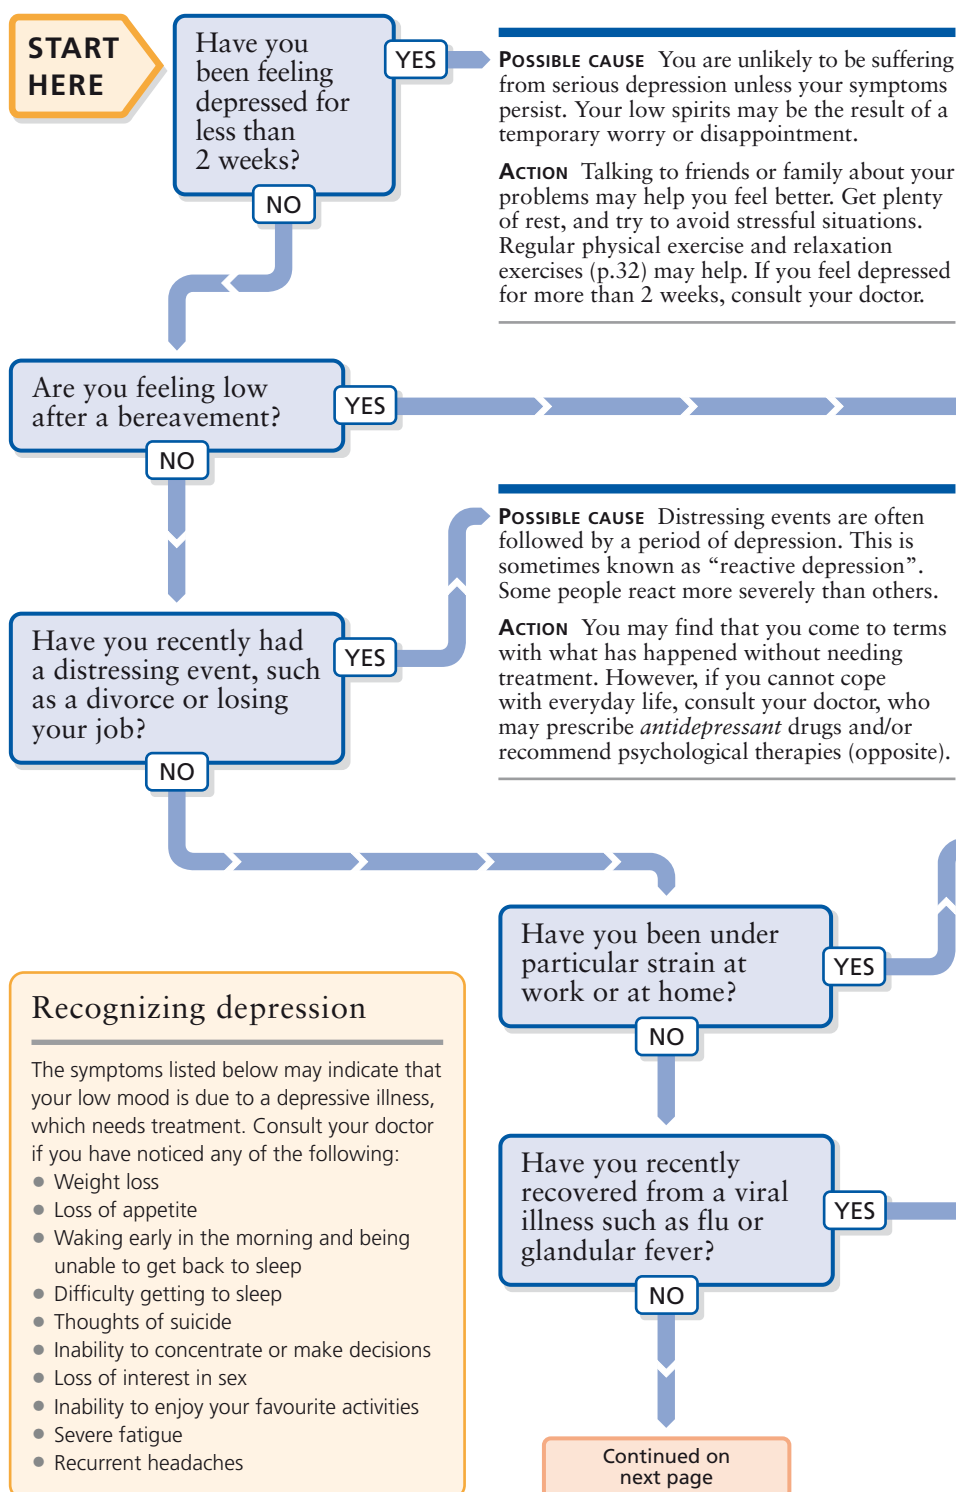 START
HERE
Have you
been feeling
depressed for
less than
2 weeks?
YES
NO
POSSIBLE CAUSE You are unlikely to be suffering
from serious depression unless your symptoms
persist. Your low spirits may be the result of a
temporary worry or disappointment.
ACTION Talking to friends or family about your
problems may help you feel better. Get plenty
of rest, and try to avoid stressful situations.
Regular physical exercise and relaxation
exercises (p.32) may help. If you feel depressed
for more than 2 weeks, consult your doctor.
Are you feeling low
after a bereavement?
YES
NO
POSSIBLE CAUSE Distressing events are often
followed by a period of depression. This is
sometimes known as “reactive depression”.
Some people react more severely than others.
ACTION You may find that you come to terms
with what has happened without needing
treatment. However, if you cannot cope
with everyday life, consult your doctor, who
may prescribe antidepressant drugs and/or
recommend psychological therapies (opposite).
Have you recently had
a distressing event, such
as a divorce or losing
your job?
YES
NO
Have you been under
particular strain at
work or at home?
YES
NO
Have you recently
recovered from a viral
illness such as flu or
glandular fever?
YES
NO
Continued on
next page
Recognizing depression
The symptoms listed below may indicate that
your low mood is due to a depressive illness,
which needs treatment. Consult your doctor
if you have noticed any of the following:
• Weight loss
• Loss of appetite
• Waking early in the morning and being
unable to get back to sleep
• Difficulty getting to sleep
• Thoughts of suicide
• Inability to concentrate or make decisions
• Loss of interest in sex
• Inability to enjoy your favourite activities
• Severe fatigue
• Recurrent headaches